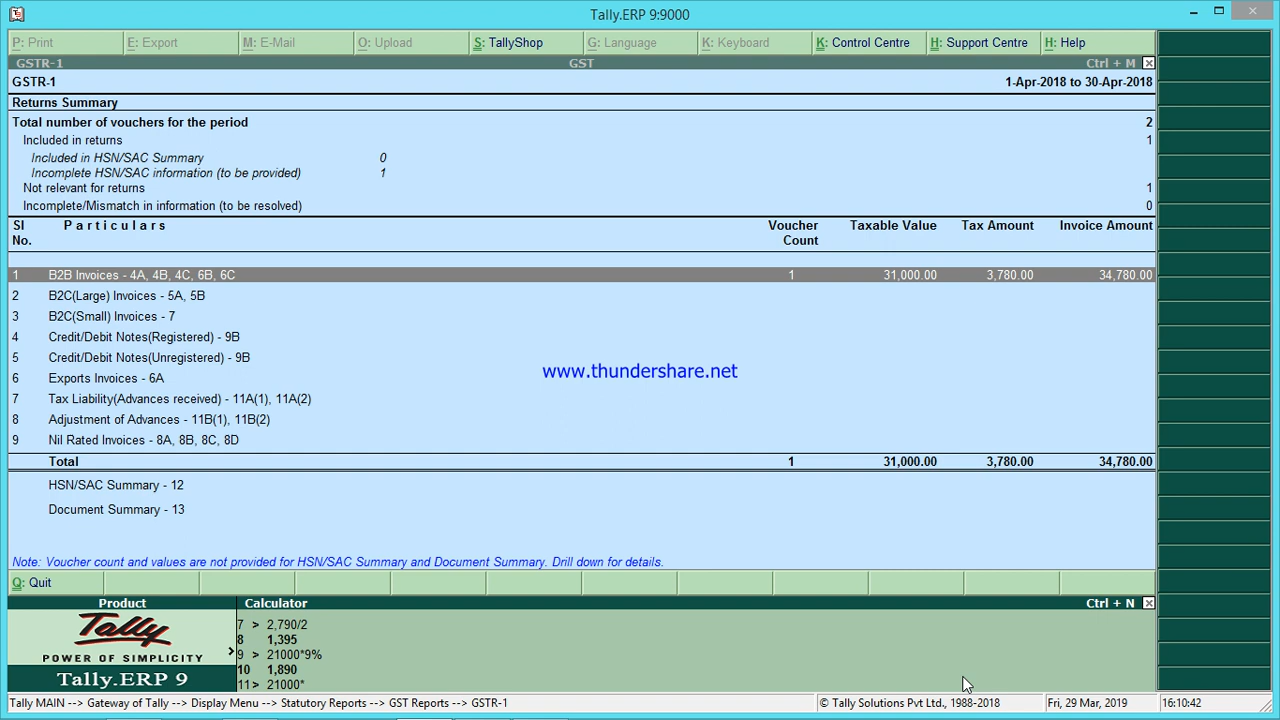 Tally.ERP 9:9000
P: Print E: Export M: E-Mail O: Upload S: TallyShop G: Language K: Keyboard K: Control Centre H: Support Centre H: Help
GSTR-1 GST Ctrl + M
GSTR-1 1-Apr-2018 to 30-Apr-2018
Returns Summary
Total number of vouchers for the period 2
Included in returns 1
Included in HSN/SAC Summary 0
Incomplete HSN/SAC information (to be provided) 1
Not relevant for returns 1
Incomplete/Mismatch in information (to be resolved) 0
Sl Particulars Voucher Taxable Value Tax Amount Invoice Amount
No. Count
1 B2B Invoices - 4A, 4B, 4C, 6B, 6C 1 31,000.00 3,780.00 34,780.00
2 B2C(Large) Invoices - 5A, 5B
3 B2C(Small) Invoices - 7
4 Credit/Debit Notes(Registered) - 9B
5 Credit/Debit Notes(Unregistered) - 9B
www.thundershare.net
6 Exports Invoices - 6A
7 Tax Liability(Advances received) - 11A(1), 11A(2)
8 Adjustment of Advances - 11B(1), 11B(2)
9 Nil Rated Invoices - 8A, 8B, 8C, 8D
Total 1 31,000.00 3,780.00 34,780.00
HSN/SAC Summary - 12
Document Summary - 13
Note: Voucher count and values are not provided for HSN/SAC Summary and Document Summary. Drill down for details.
Q: Quit
Product Calculator Ctrl + N
7 > 2,790/2
8 1,395
9 > 21000*9%
10 1,890
11> 21000*
Tally
POWER OF SIMPLICITY
Tally.ERP 9
Tally MAIN --> Gateway of Tally --> Display Menu --> Statutory Reports --> GST Reports --> GSTR-1 © Tally Solutions Pvt Ltd., 1988-2018 Fri, 29 Mar, 2019 16:10:42